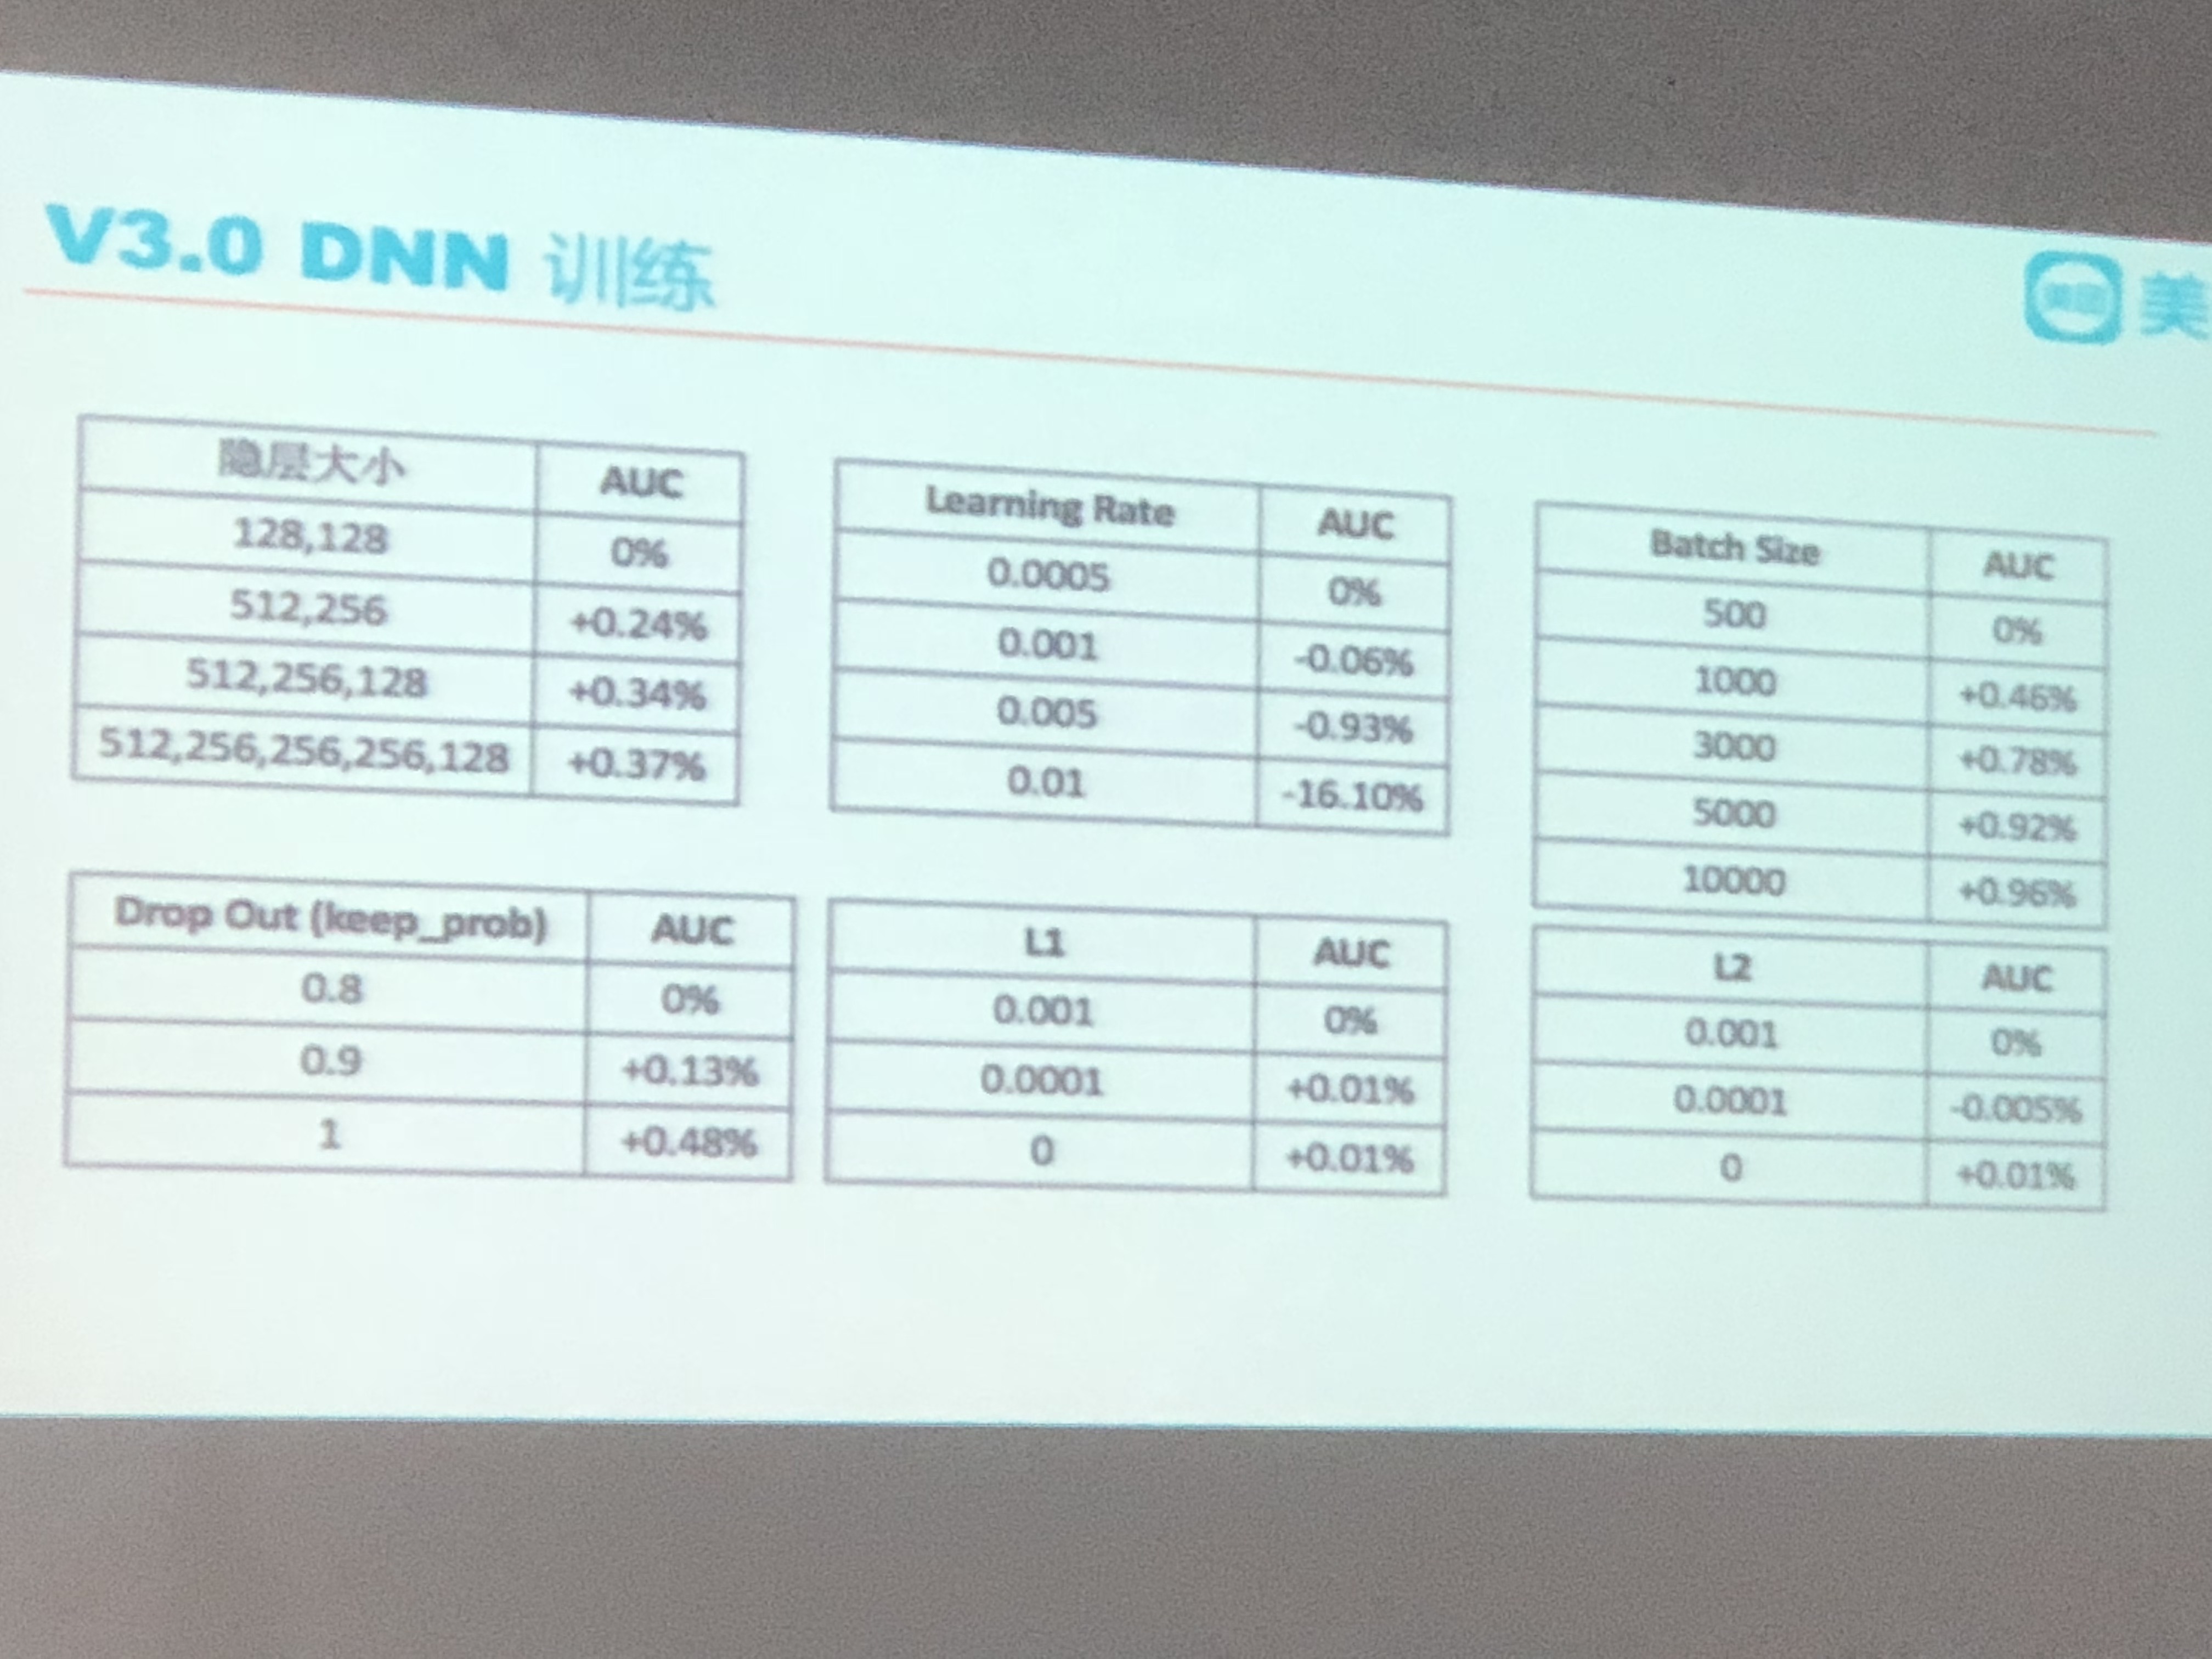 V3.0 DNN 训练
美
隐层大小 AUC
128,128 0%
512,256 +0.24%
512,256,128 +0.34%
512,256,256,256,128 +0.37%
Learning Rate AUC
0.0005 0%
0.001 -0.06%
0.005 -0.93%
0.01 -16.10%
Batch Size AUC
500 0%
1000 +0.46%
3000 +0.78%
5000 +0.92%
10000 +0.96%
Drop Out (keep_prob) AUC
0.8 0%
0.9 +0.13%
1 +0.48%
L1 AUC
0.001 0%
0.0001 +0.01%
0 +0.01%
L2 AUC
0.001 0%
0.0001 -0.005%
0 +0.01%